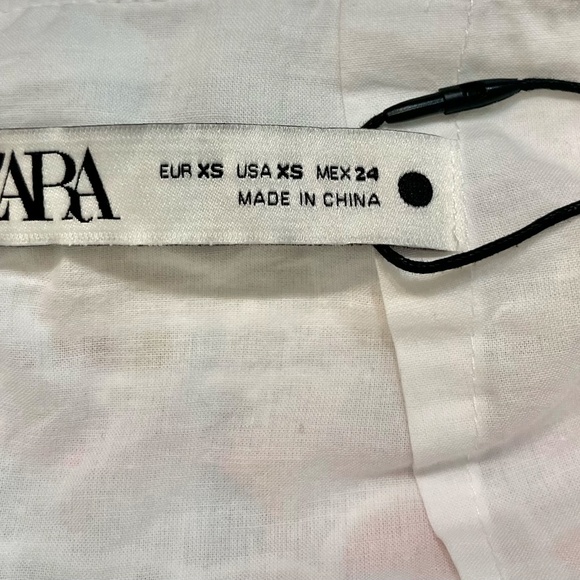 ZARA
EUR XS USA XS MEX 24
MADE IN CHINA